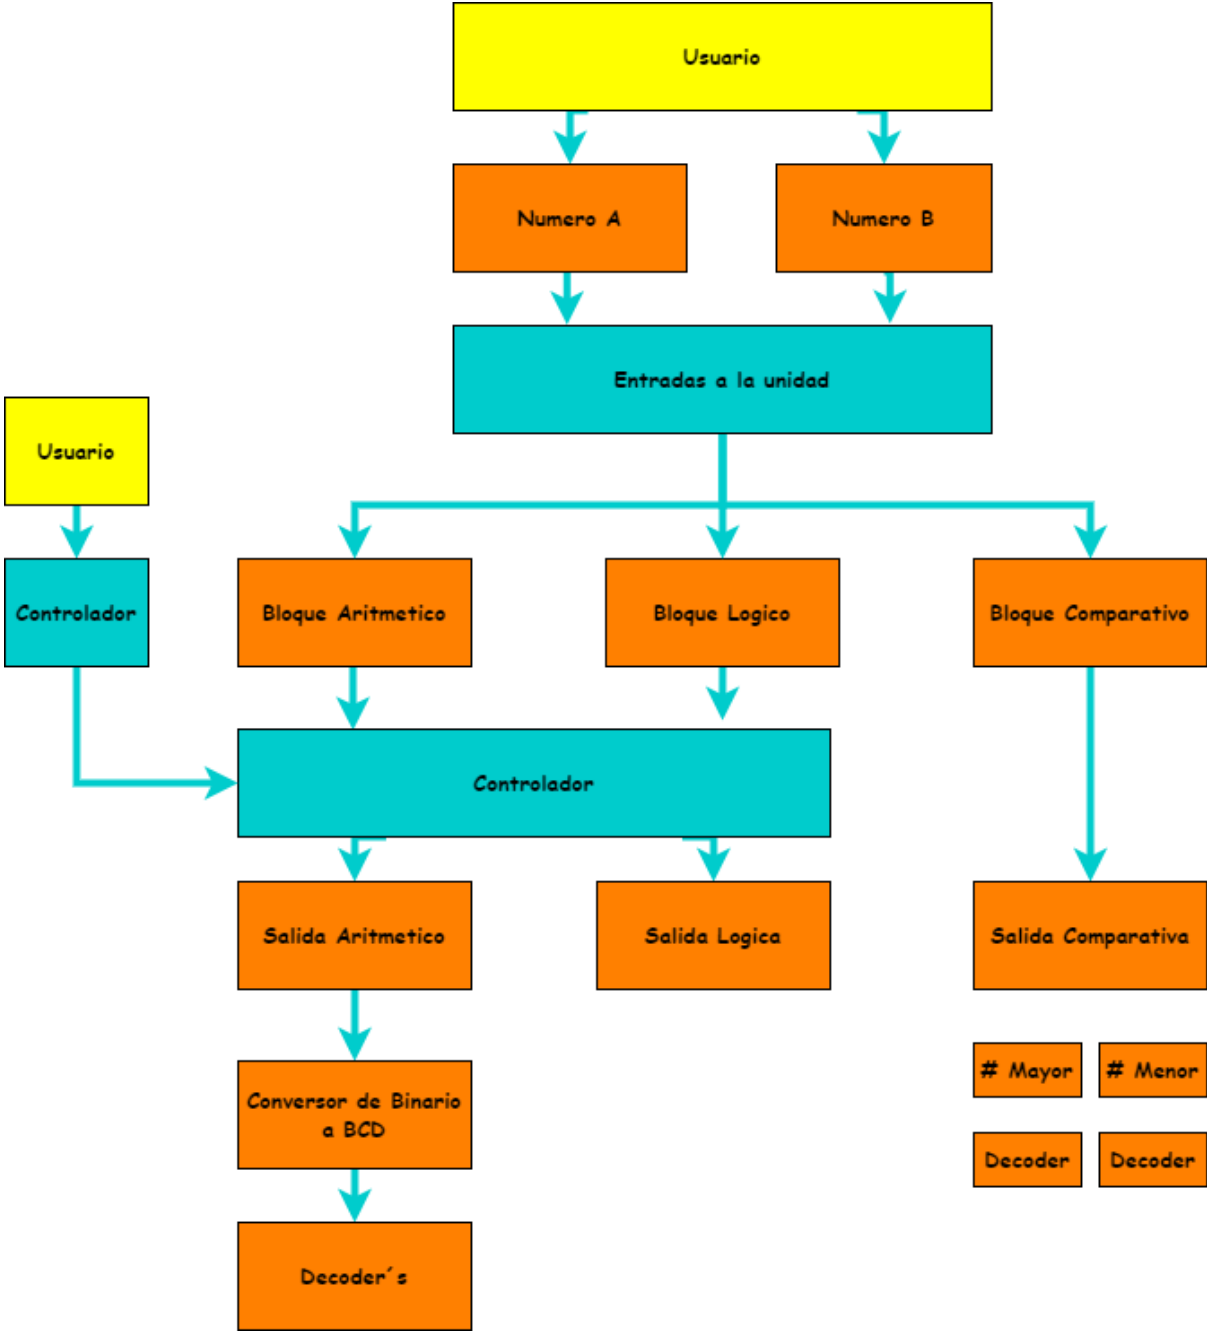 Usuario
Numero A
Numero B
Entradas a la unidad
Usuario
Controlador
Bloque Aritmetico
Bloque Logico
Bloque Comparativo
Controlador
Salida Aritmetico
Salida Logica
Salida Comparativa
# Mayor
# Menor
Conversor de Binario
a BCD
Decoder
Decoder
Decoder´s